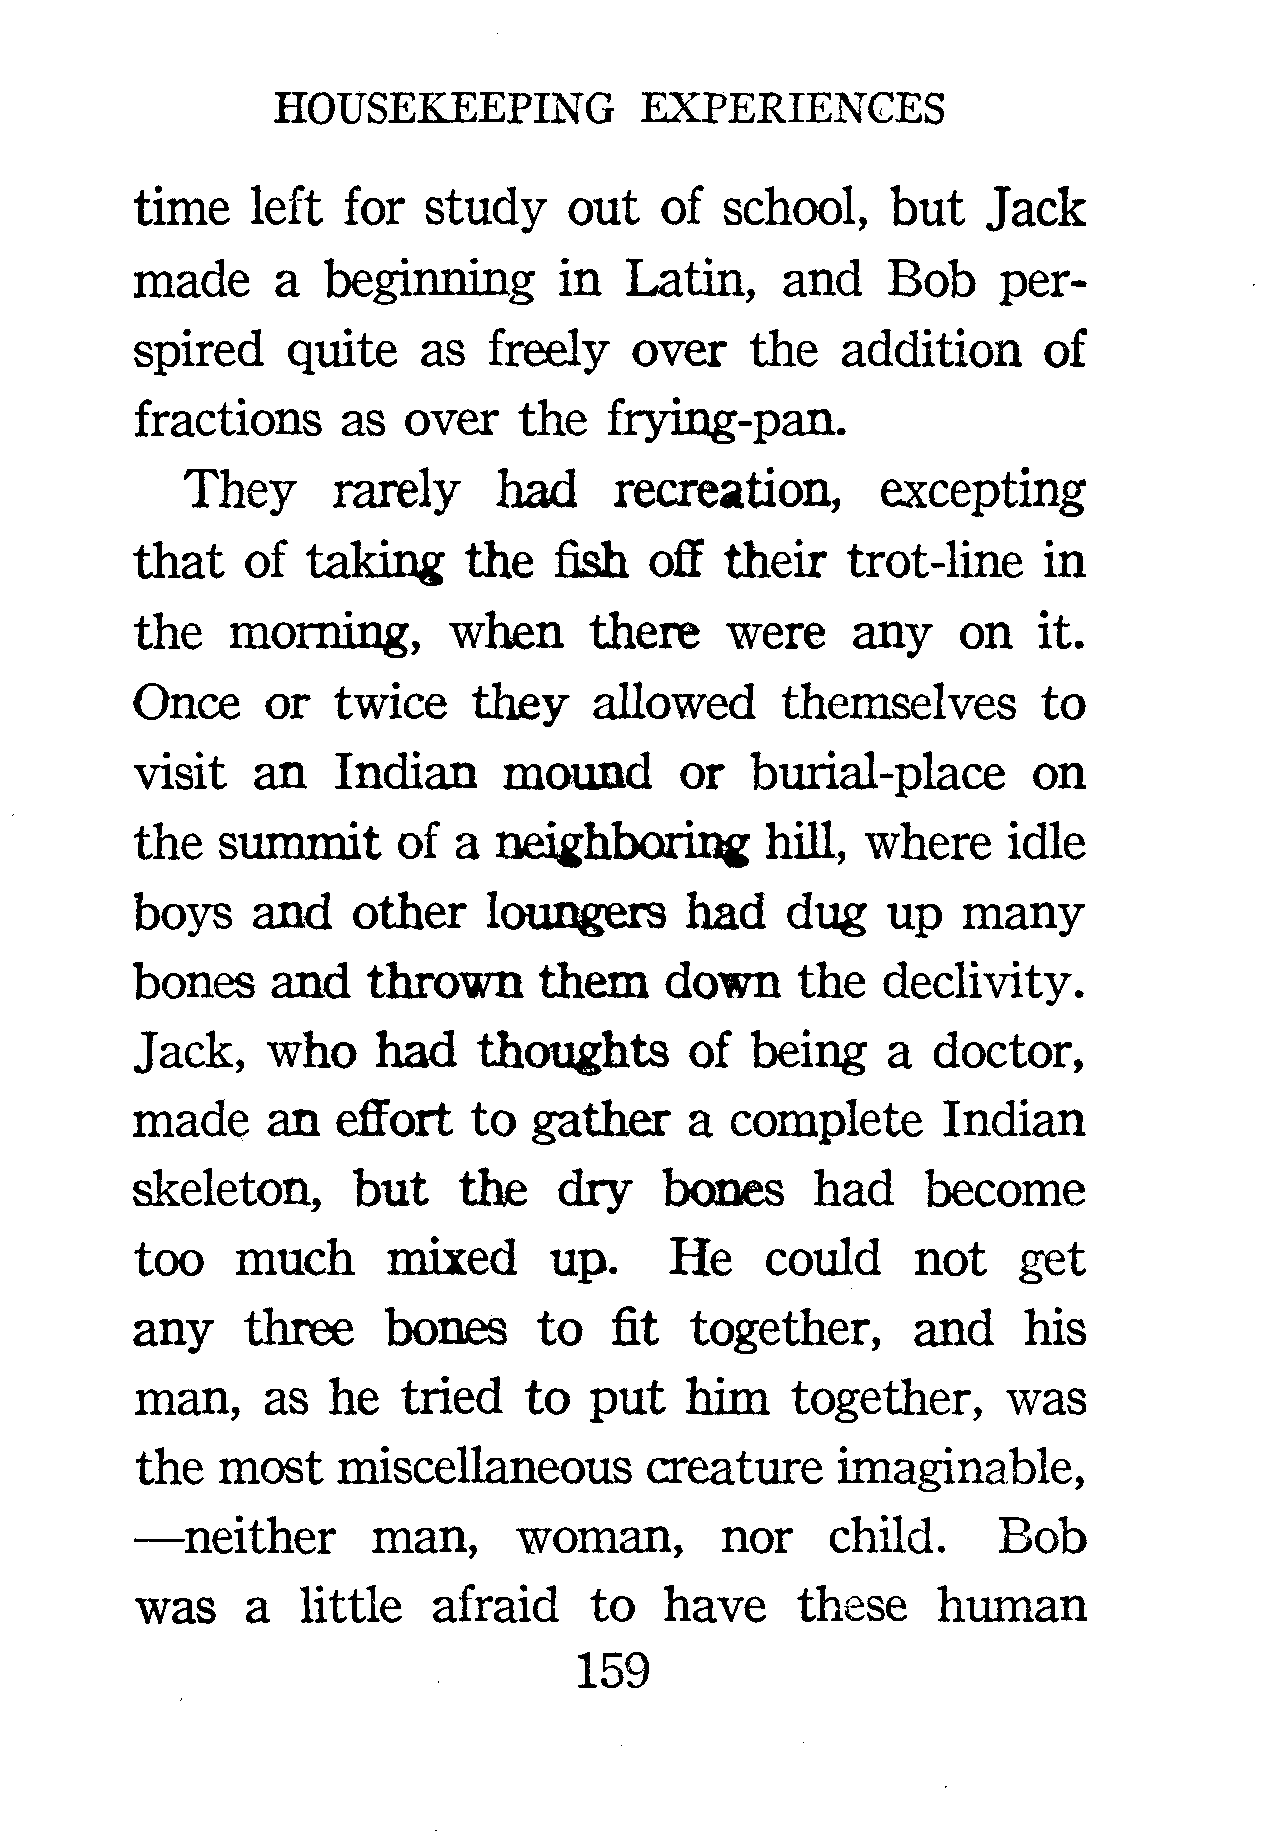 HOUSEKEEPING EXPERIENCES
time left for study out of school, but Jack
made a beginning in Latin, and Bob per-
spired quite as freely over the addition of
fractions as over the frying-pan.
They rarely had recreation, excepting
that of taking the fish off their trot-line in
the morning, when there were any on it.
Once or twice they allowed themselves to
visit an Indian mound or burial-place on
the summit of a neighboring hill, where idle
boys and other loungers had dug up many
bones and thrown them down the declivity.
Jack, who had thoughts of being a doctor,
made an effort to gather a complete Indian
skeleton, but the dry bones had become
too much mixed up. He could not get
any three bones to fit together, and his
man, as he tried to put him together, was
the most miscellaneous creature imaginable,
—neither man, woman, nor child. Bob
was a little afraid to have these human
159